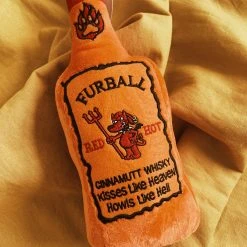 FURBALL
RED HOT
CINNAMUTT WHISKY
Kisses Like Heaven
Howls Like Hell